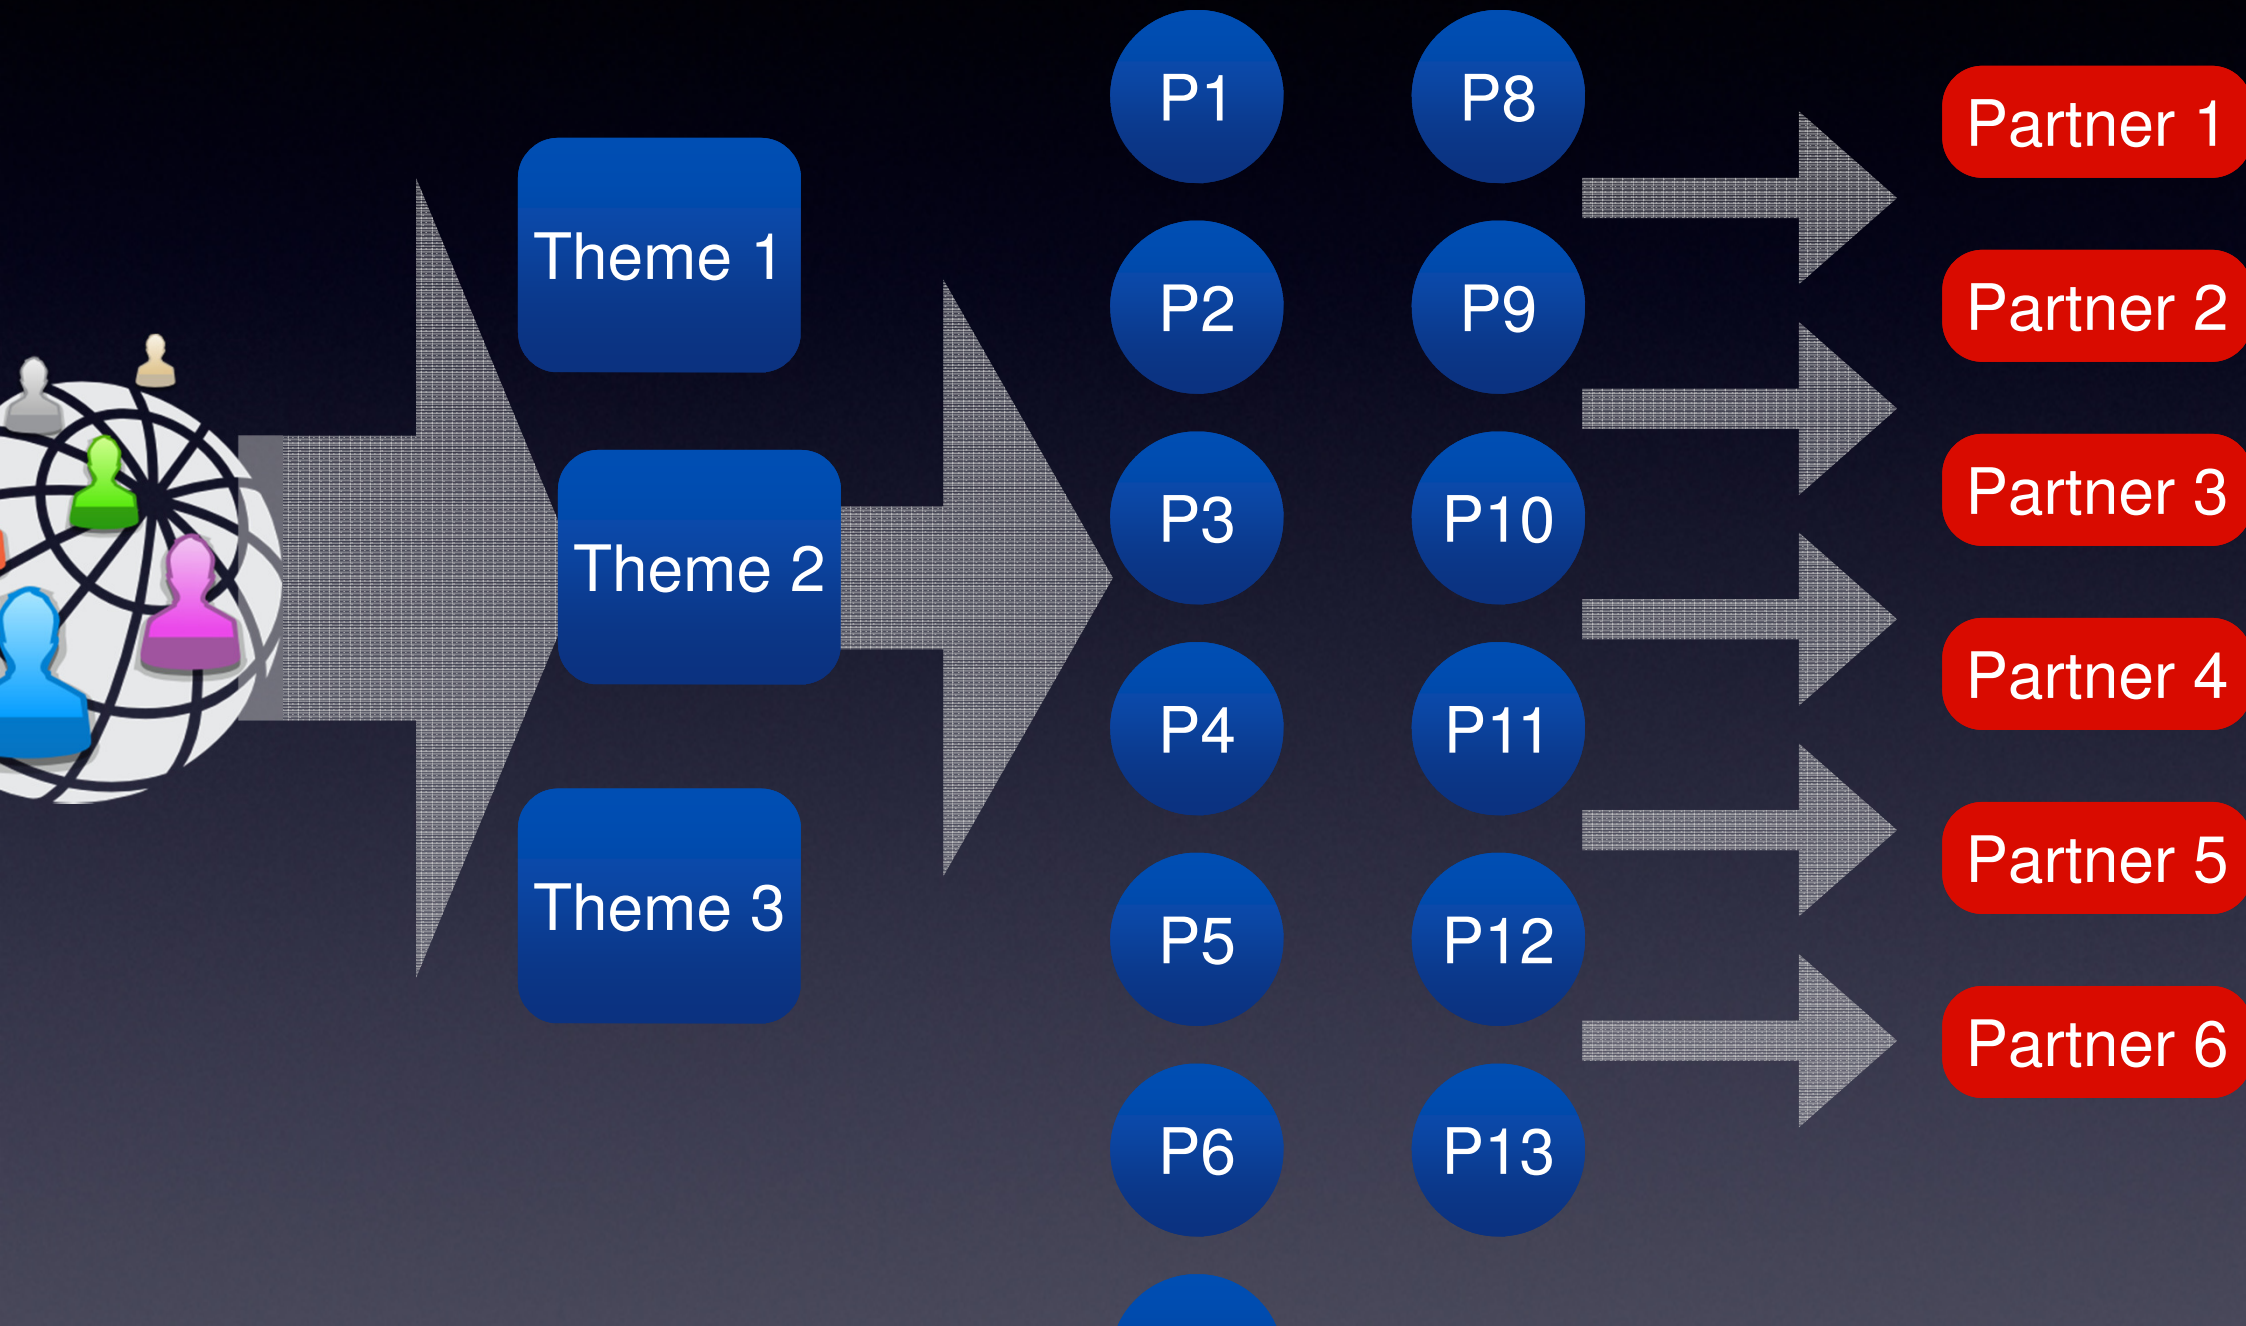 Theme 1
Theme 2
Theme 3
P1
P2
P3
P4
P5
P6
P8
P9
P10
P11
P12
P13
Partner 1
Partner 2
Partner 3
Partner 4
Partner 5
Partner 6